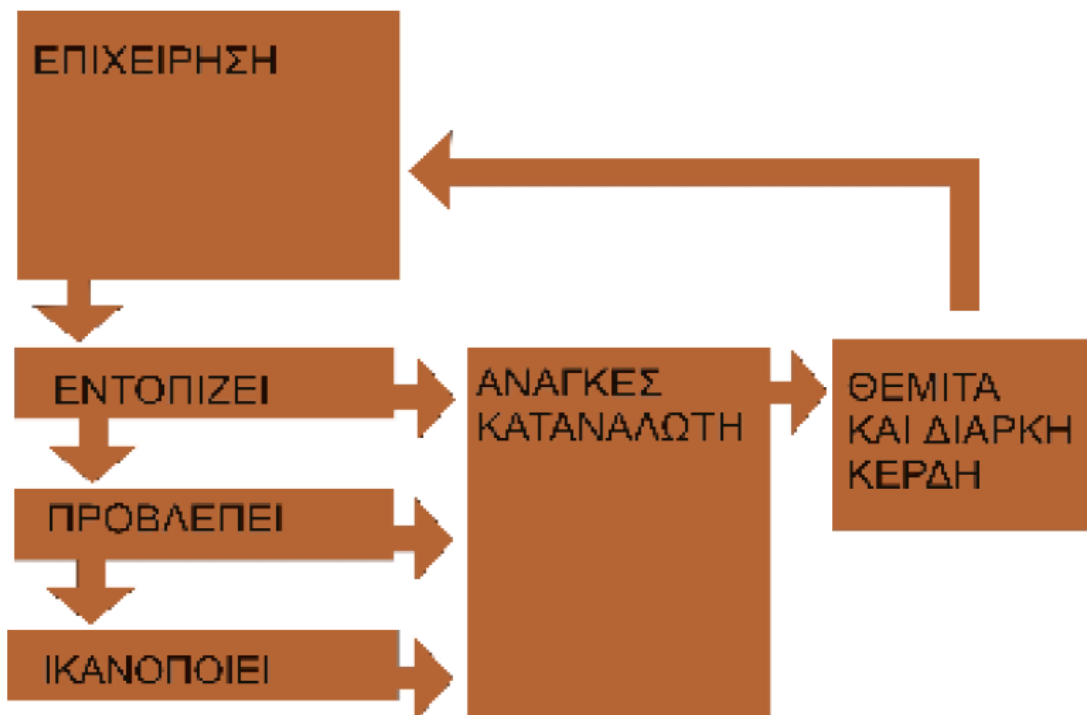 ΕΠΙΧΕΙΡΗΣΗ
ΕΝΤΟΠΙΖΕΙ
ΠΡΟΒΛΕΠΕΙ
ΙΚΑΝΟΠΟΙΕΙ
ΑΝΑΓΚΕΣ
ΚΑΤΑΝΑΛΩΤΗ
ΘΕΜΙΤΑ
ΚΑΙ ΔΙΑΡΚΗ
ΚΕΡΔΗ